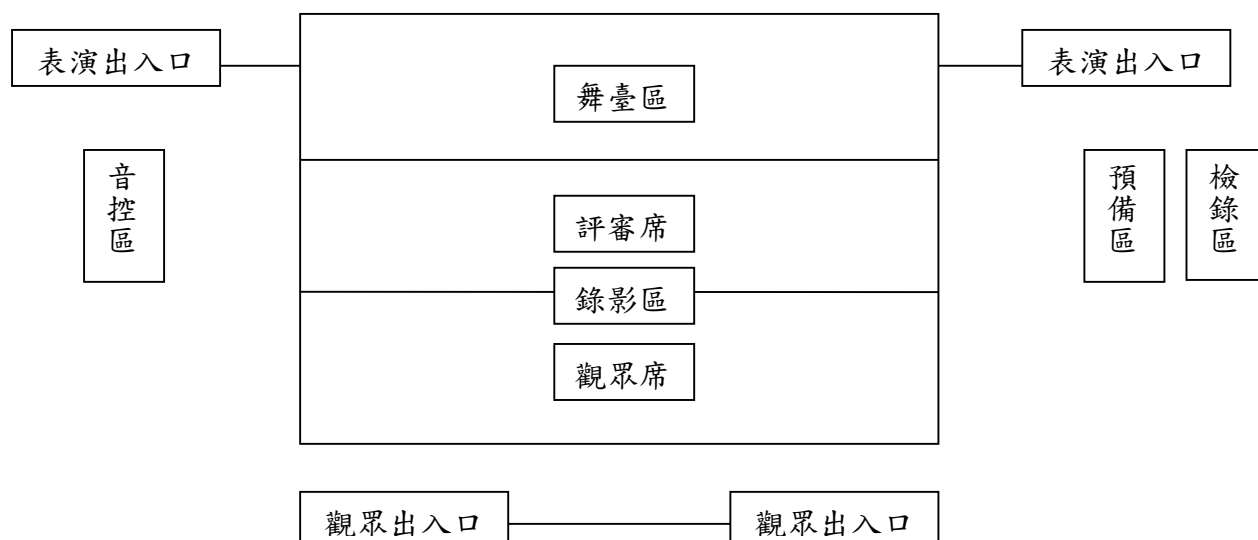 表演出入口
表演出入口
舞臺區
音控區
預備區
檢錄區
評審席
錄影區
觀眾席
觀眾出入口
觀眾出入口